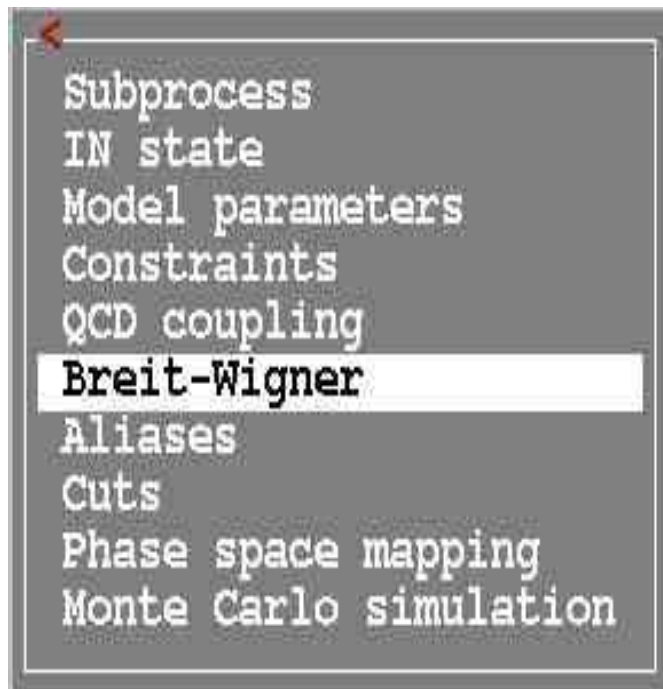 <
Subprocess
IN state
Model parameters
Constraints
QCD coupling
Breit-Wigner
Aliases
Cuts
Phase space mapping
Monte Carlo simulation